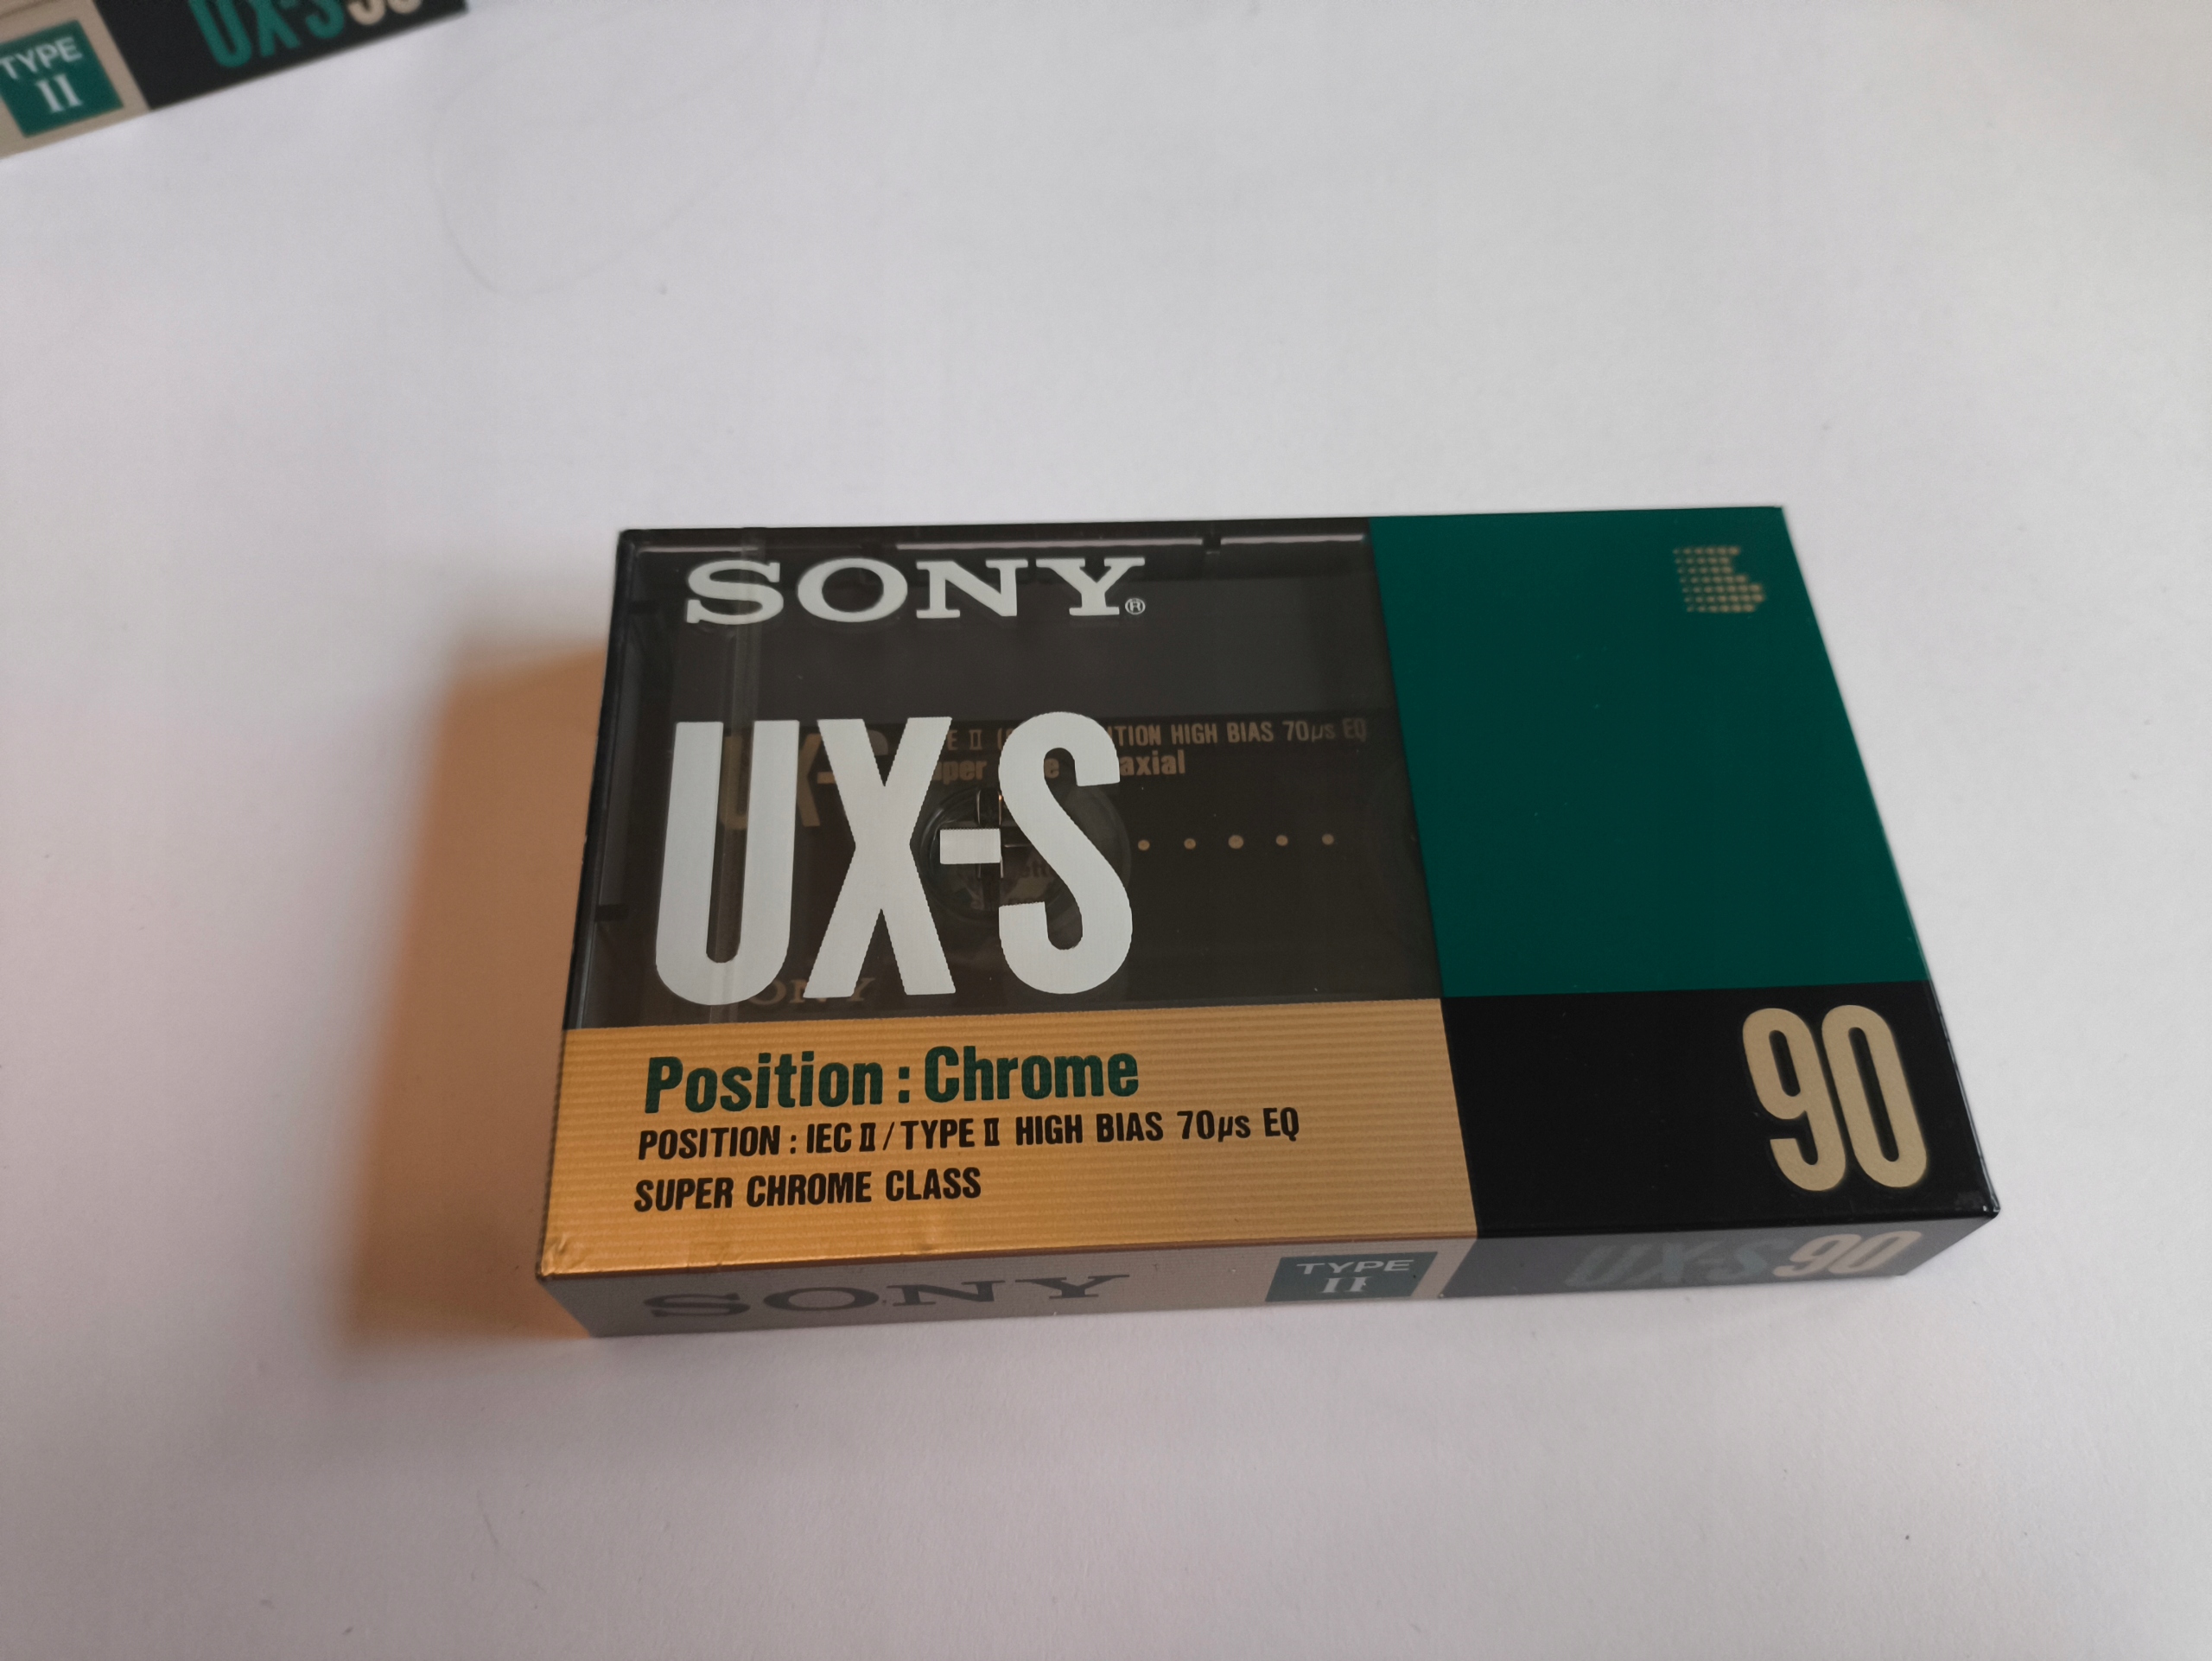 TYPE
II
UX-S
SONY®
UX-S
HIGH BIAS 70μs EQ
SONY
Position : Chrome
POSITION : IEC II / TYPE II HIGH BIAS 70μs EQ
SUPER CHROME CLASS
90
SONY
TYPE
II
UX-S 90